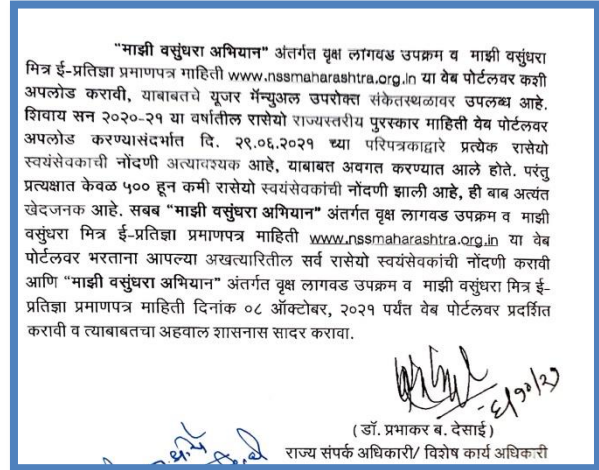 “माझी वसुंधरा अभियान” अंतर्गत वृक्ष लागवड उपक्रम व माझी वसुंधरा
मित्र ई-प्रतिज्ञा प्रमाणपत्र माहिती www.nssmaharashtra.org.in या वेब पोर्टलवर कशी
अपलोड करावी, याबाबतचे यूजर मॅन्युअल उपरोक्त संकेतस्थळावर उपलब्ध आहे.
शिवाय सन २०२०-२१ या वर्षातील रासेयो राज्यस्तरीय पुरस्कार माहिती वेब पोर्टलवर
अपलोड करण्यासंदर्भात दि. २९.०६.२०२१ च्या परिपत्रकाद्वारे प्रत्येक रासेयो
स्वयंसेवकाची नोंदणी अत्यावश्यक आहे, याबाबत अवगत करण्यात आले होते. परंतु
प्रत्यक्षात केवळ ५०० हून कमी रासेयो स्वयंसेवकांची नोंदणी झाली आहे, ही बाब अत्यंत
खेदजनक आहे. सबब “माझी वसुंधरा अभियान” अंतर्गत वृक्ष लागवड उपक्रम व माझी
वसुंधरा मित्र ई-प्रतिज्ञा प्रमाणपत्र माहिती www.nssmaharashtra.org.in या वेब
पोर्टलवर भरताना आपल्या अखत्यारितील सर्व रासेयो स्वयंसेवकांची नोंदणी करावी
आणि “माझी वसुंधरा अभियान” अंतर्गत वृक्ष लागवड उपक्रम व माझी वसुंधरा मित्र ई-
प्रतिज्ञा प्रमाणपत्र माहिती दिनांक ०८ ऑक्टोबर, २०२१ पर्यंत वेब पोर्टलवर प्रदर्शित
करावी व त्याबाबतचा अहवाल शासनास सादर करावा.
(डॉ. प्रभाकर ब. देसाई)
राज्य संपर्क अधिकारी/ विशेष कार्य अधिकारी